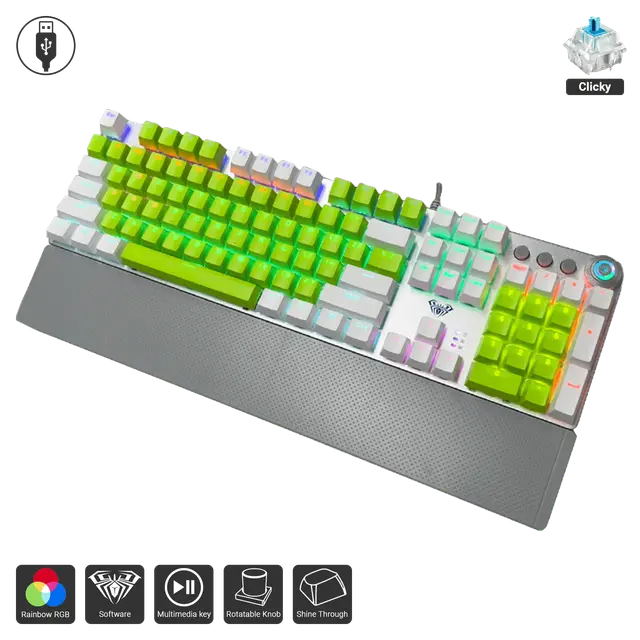 Clicky
Rainbow RGB
Software
Multimedia key
Rotatable Knob
Shine Through